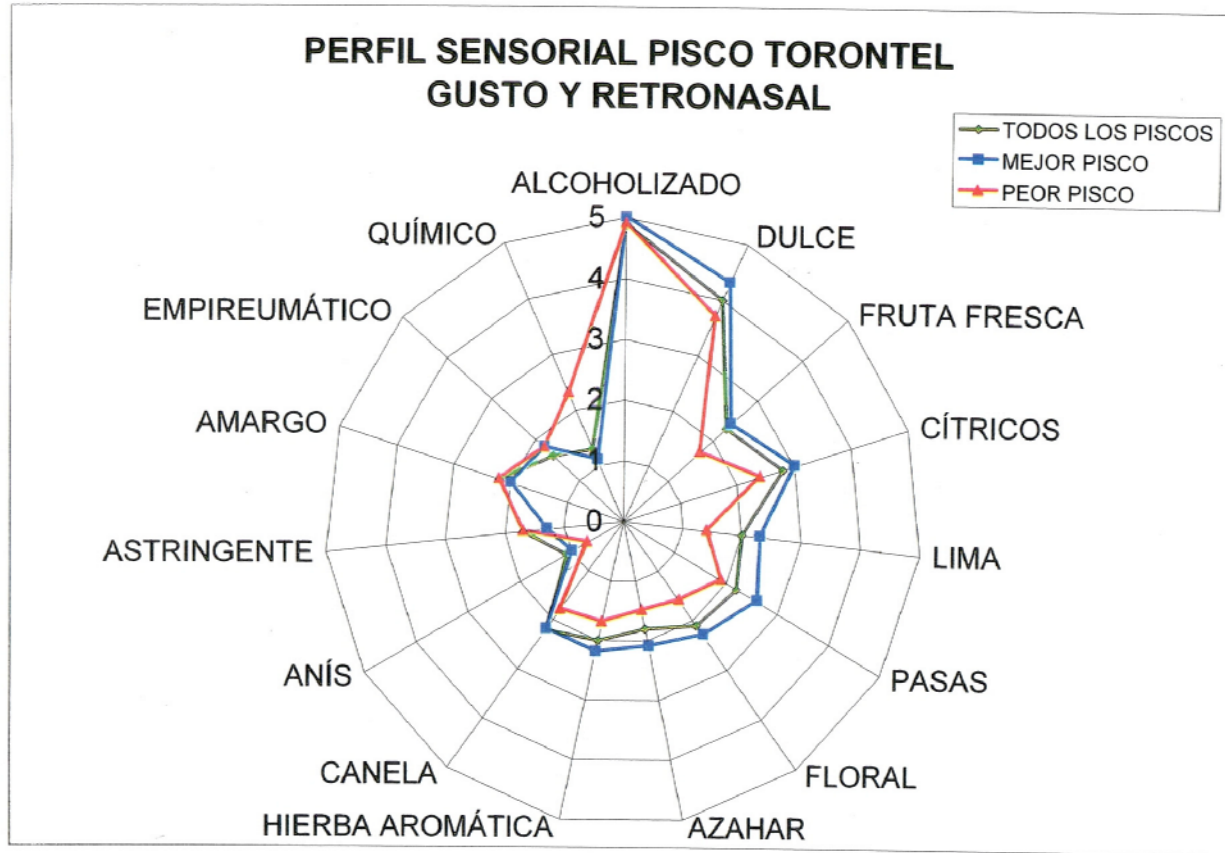 PERFIL SENSORIAL PISCO TORONTEL
GUSTO Y RETRONASAL
TODOS LOS PISCOS
MEJOR PISCO
PEOR PISCO
ALCOHOLIZADO
QUÍMICO
DULCE
EMPIREUMÁTICO
FRUTA FRESCA
AMARGO
CÍTRICOS
ASTRINGENTE
LIMA
ANÍS
PASAS
CANELA
FLORAL
HIERBA AROMÁTICA
AZAHAR
5
4
3
2
1
0